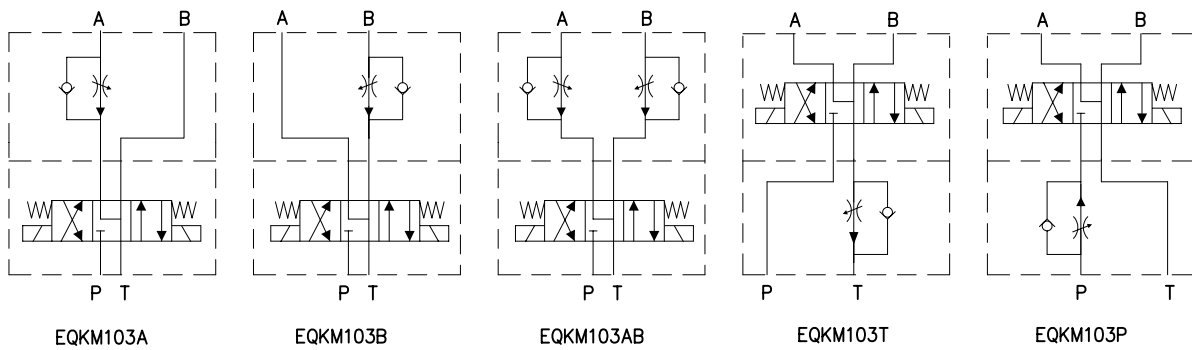 A B A B A B A B A B
P T P T P T P T P T
EQKM103A EQKM103B EQKM103AB EQKM103T EQKM103P